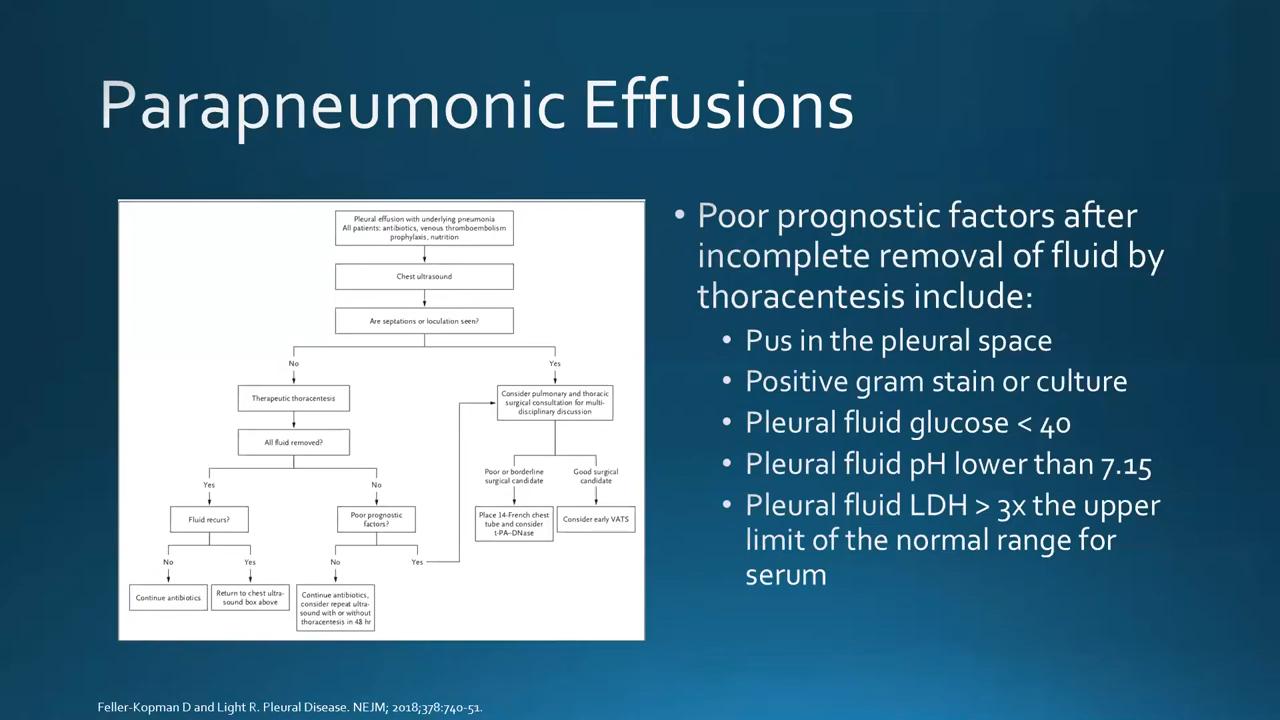 Parapneumonic Effusions
Pleural effusion with underlying pneumonia
All patients: antibiotics, venous thromboembolism
prophylaxis, nutrition
Chest ultrasound
Are septations or loculation seen?
No
Yes
Therapeutic thoracentesis
Consider pulmonary and thoracic
surgical consultation for multi-
disciplinary discussion
All fluid removed?
Yes
No
Poor or borderline
surgical candidate
Good surgical
candidate
Fluid recurs?
Poor prognostic
factors?
Place 14-French chest
tube and consider
t-PA–DNase
Consider early VATS
No
Yes
No
Yes
Continue antibiotics
Return to chest ultra-
sound box above
Continue antibiotics,
consider repeat ultra-
sound with or without
thoracentesis in 48 hr
• Poor prognostic factors after
incomplete removal of fluid by
thoracentesis include:
• Pus in the pleural space
• Positive gram stain or culture
• Pleural fluid glucose < 40
• Pleural fluid pH lower than 7.15
• Pleural fluid LDH > 3x the upper
limit of the normal range for
serum
Feller-Kopman D and Light R. Pleural Disease. NEJM; 2018;378:740-51.